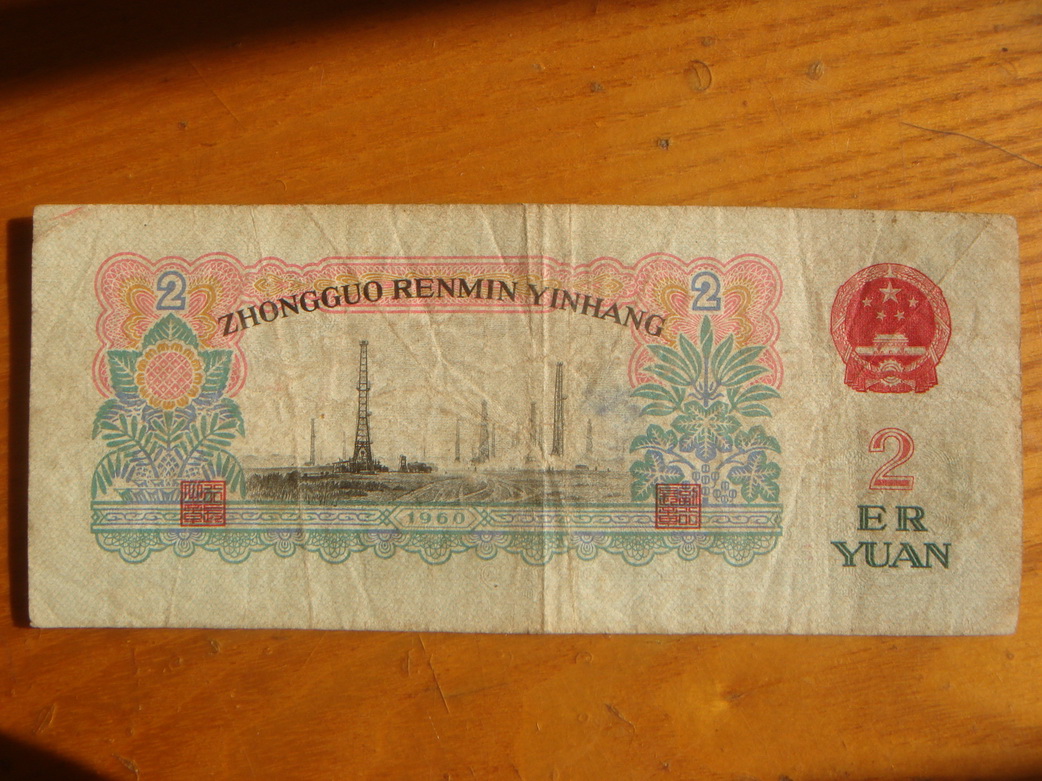 2 2
ZHONGGUO RENMIN YINHANG
1960
2
ER
YUAN